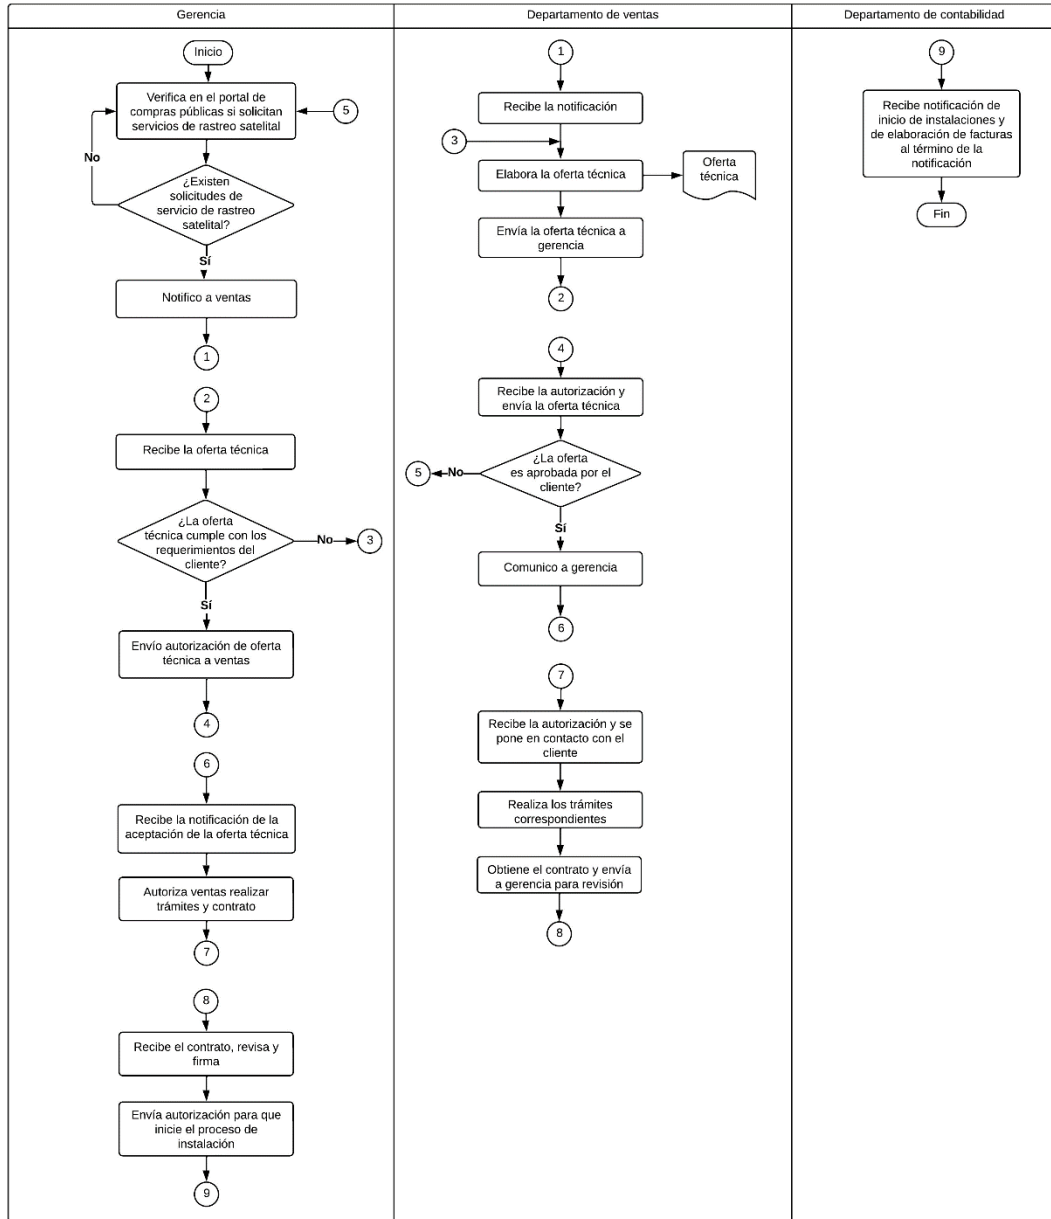 Gerencia
Inicio
Verifica en el portal de
compras públicas si solicitan
servicios de rastreo satelital
5
No
¿Existen
solicitudes de
servicio de rastreo
satelital?
Sí
Notifico a ventas
1
2
Recibe la oferta técnica
¿La oferta
técnica cumple con los
requerimientos del
cliente?
No
3
Sí
Envío autorización de oferta
técnica a ventas
4
6
Recibe la notificación de la
aceptación de la oferta técnica
Autoriza ventas realizar
trámites y contrato
7
8
Recibe el contrato, revisa y
firma
Envía autorización para que
inicie el proceso de
instalación
9
Departamento de ventas
1
Recibe la notificación
3
Elabora la oferta técnica
Oferta
técnica
Envía la oferta técnica a
gerencia
2
4
Recibe la autorización y
envía la oferta técnica
¿La oferta
es aprobada por el
cliente?
No
5
Sí
Comunico a gerencia
6
7
Recibe la autorización y se
pone en contacto con el
cliente
Realiza los trámites
correspondientes
Obtiene el contrato y envía
a gerencia para revisión
8
Departamento de contabilidad
9
Recibe notificación de
inicio de instalaciones y
de elaboración de facturas
al término de la
notificación
Fin